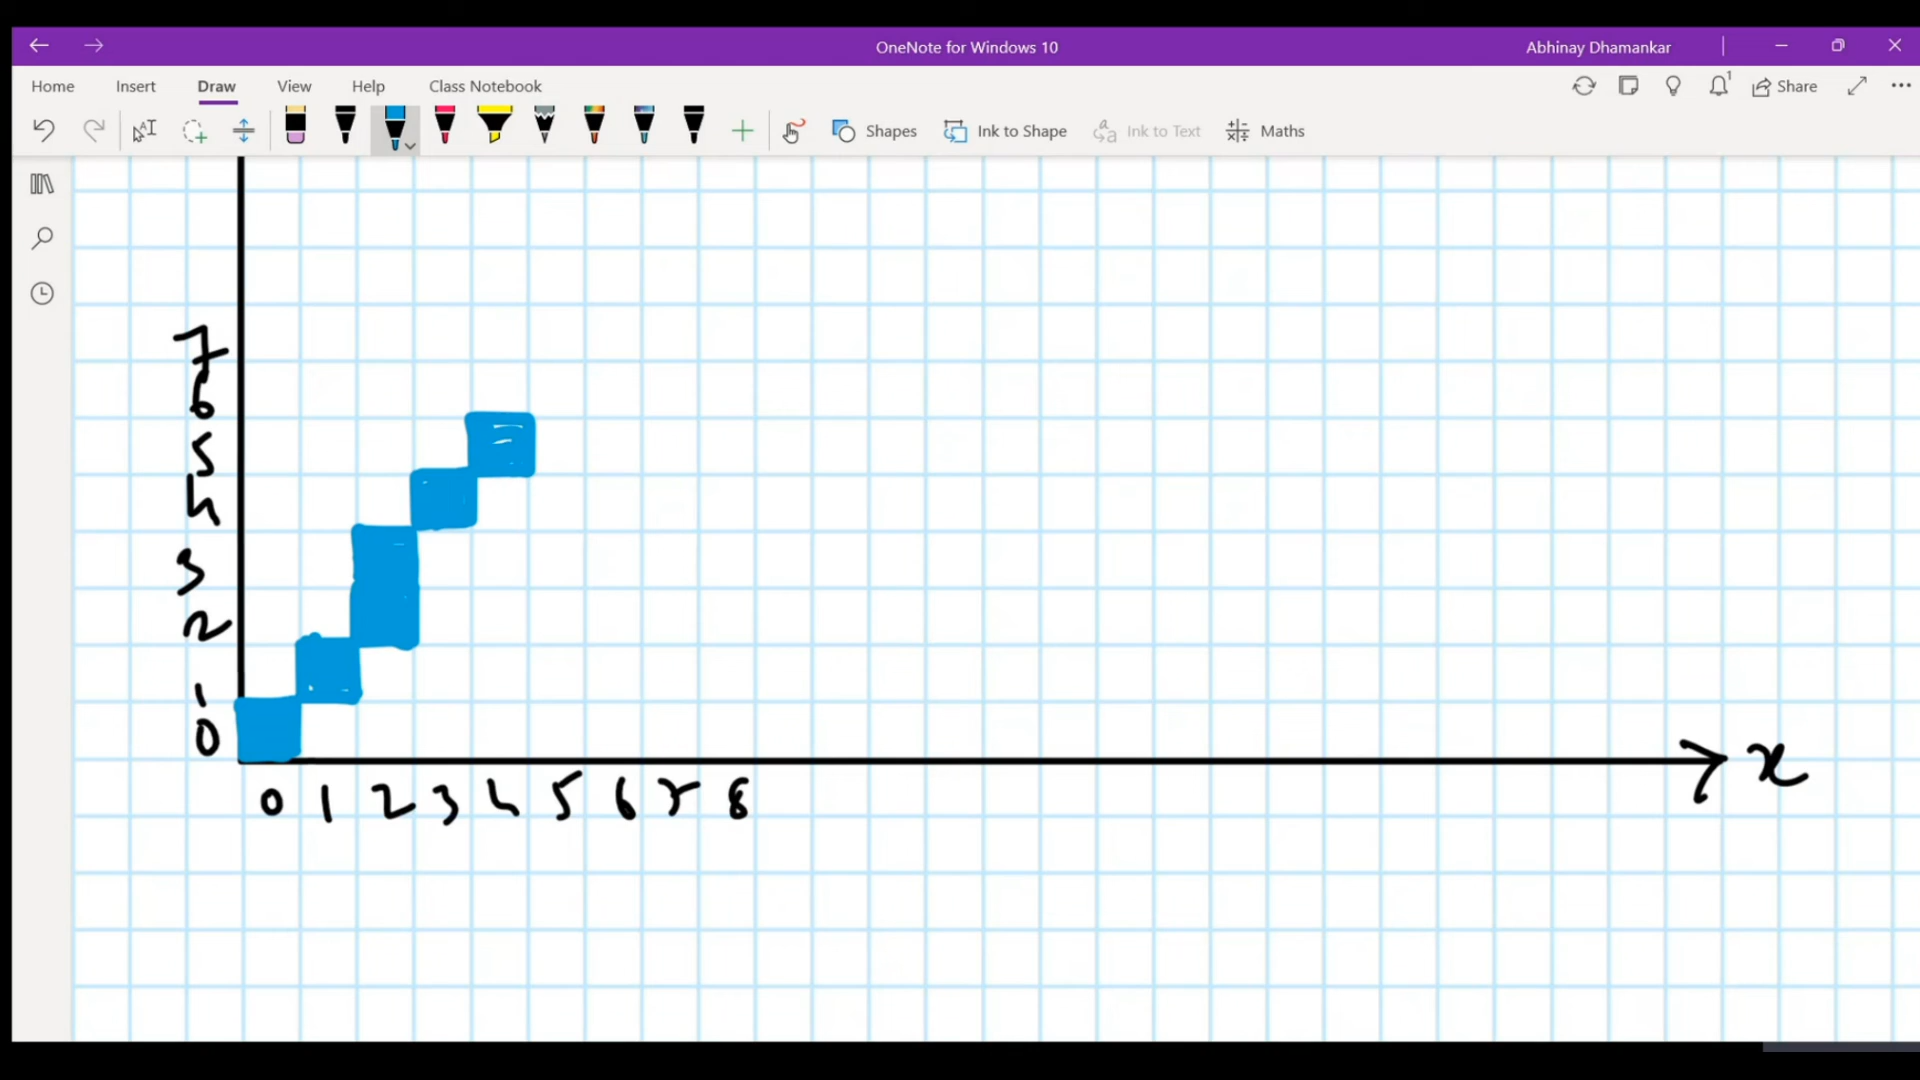 OneNote for Windows 10
Abhinay Dhamankar
Home Insert Draw View Help Class Notebook
1 Share
Shapes Ink to Shape Ink to Text Maths
7
6
5
4
3
2
1
0
x
0 1 2 3 4 5 6 7 8